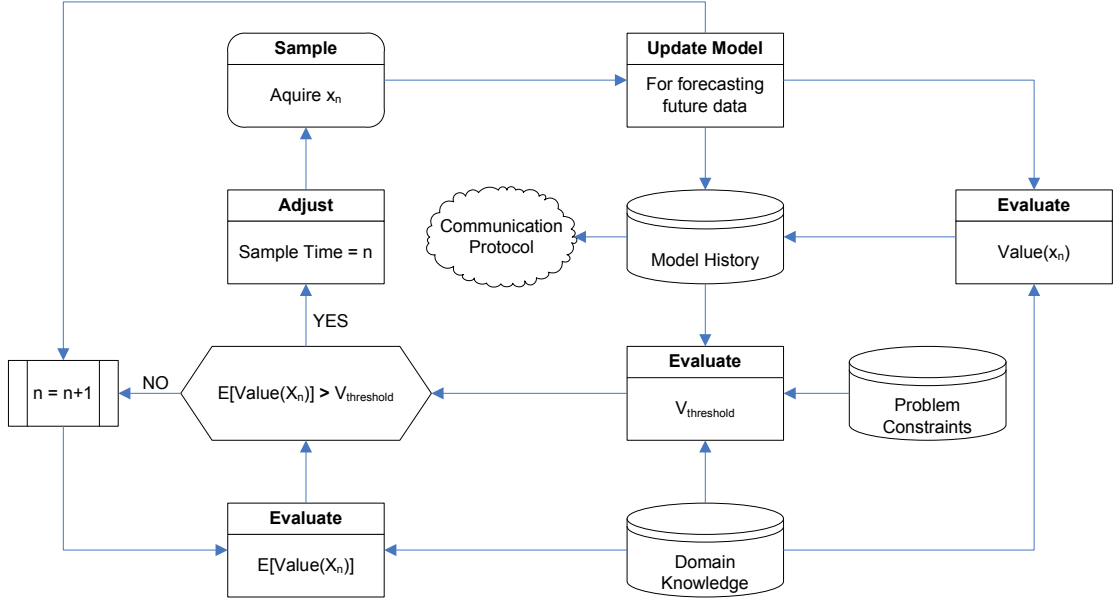 Sample
Aquire xₙ
Update Model
For forecasting
future data
Adjust
Sample Time = n
Communication
Protocol
Model History
Evaluate
Value(xₙ)
YES
n = n+1
NO
E[Value(Xₙ)] > Vthreshold
Evaluate
Vthreshold
Problem
Constraints
Evaluate
E[Value(Xₙ)]
Domain
Knowledge